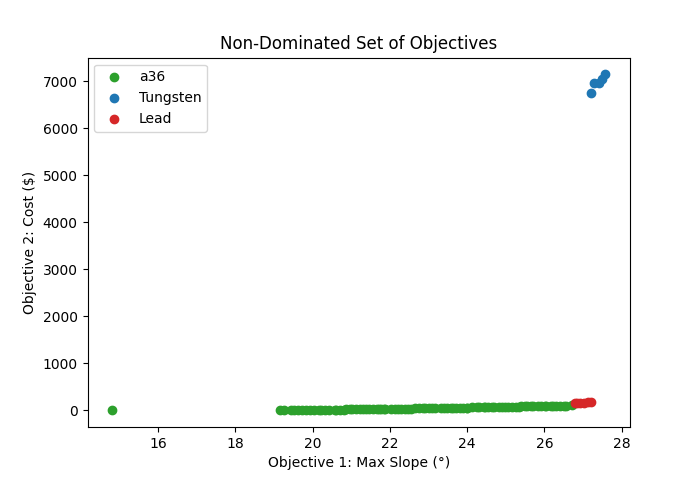 Non-Dominated Set of Objectives
a36
Tungsten
Lead
7000
6000
5000
4000
3000
2000
1000
0
Objective 2: Cost ($)
16 18 20 22 24 26 28
Objective 1: Max Slope (°)